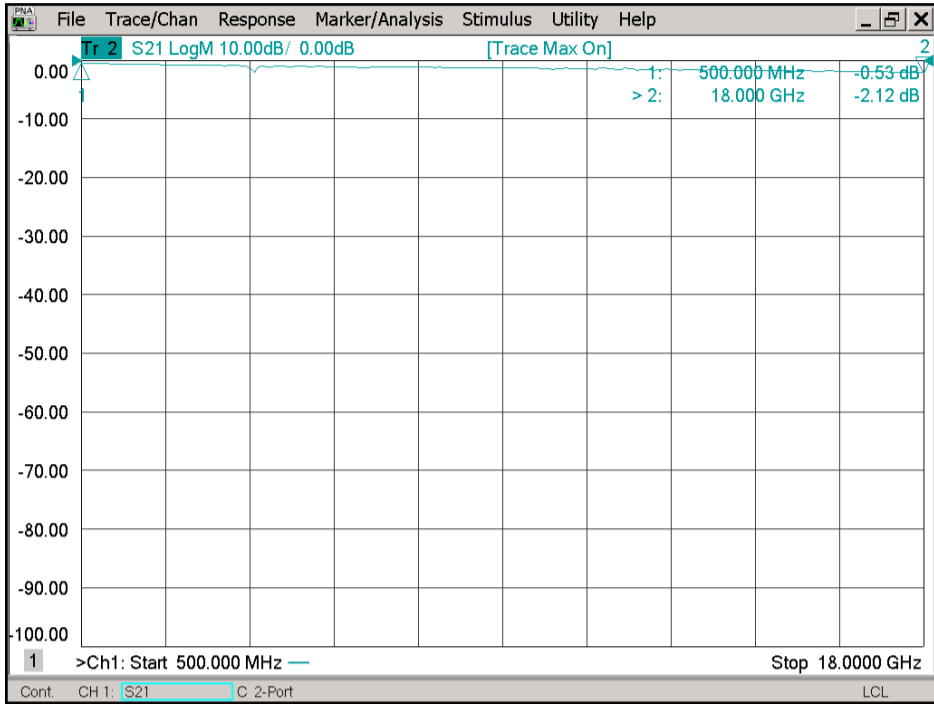 PNA File Trace/Chan Response Marker/Analysis Stimulus Utility Help
Tr 2 S21 LogM 10.00dB/ 0.00dB [Trace Max On] 2
0.00 1: 500.000 MHz -0.53 dB
1 > 2: 18.000 GHz -2.12 dB
-10.00
-20.00
-30.00
-40.00
-50.00
-60.00
-70.00
-80.00
-90.00
-100.00
1 >Ch1: Start 500.000 MHz — Stop 18.0000 GHz
Cont. CH 1: S21 C 2-Port LCL